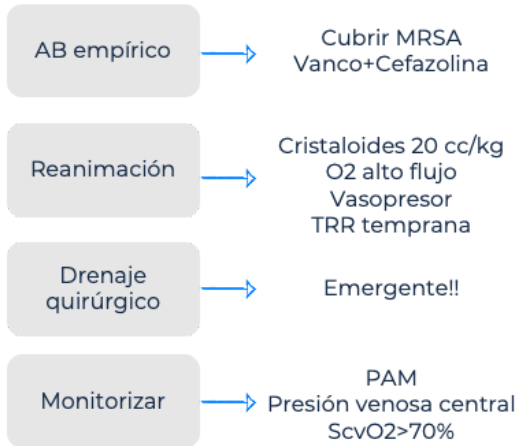 AB empírico
Cubrir MRSA
Vanco+Cefazolina
Reanimación
Cristaloides 20 cc/kg
O2 alto flujo
Vasopresor
TRR temprana
Drenaje
quirúrgico
Emergente!!
Monitorizar
PAM
Presión venosa central
ScvO2>70%